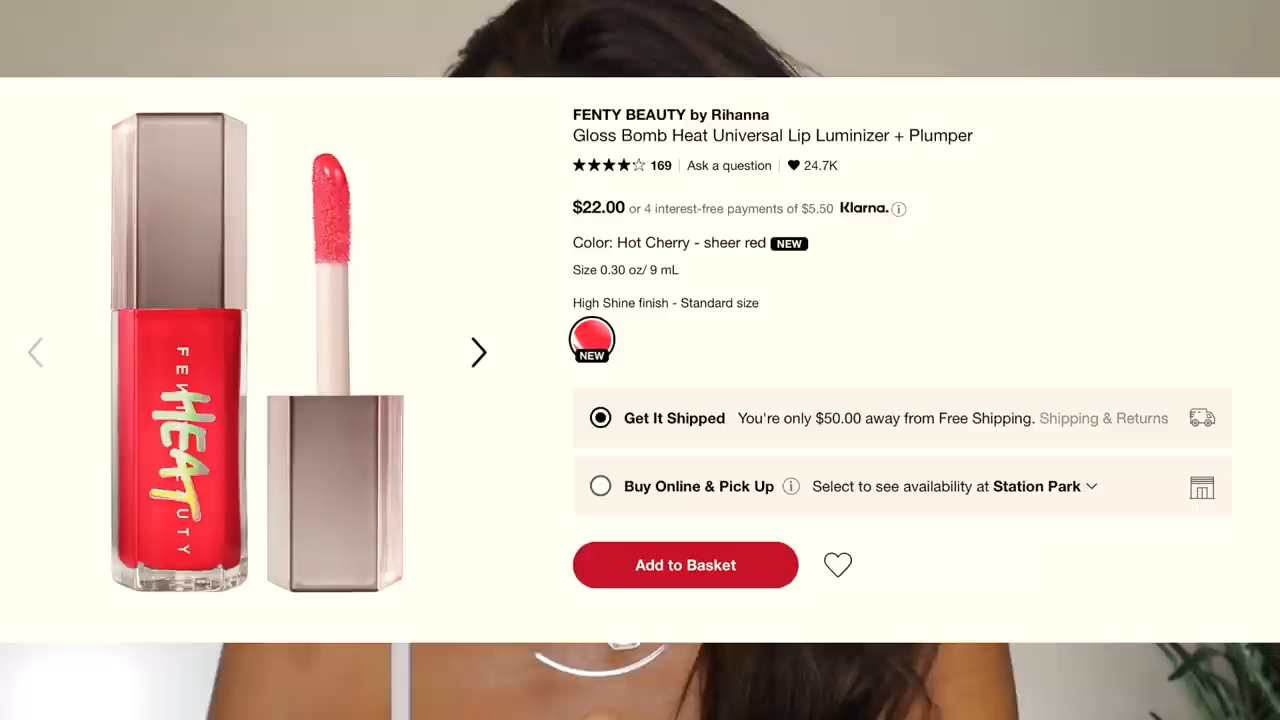 FENTY BEAUTY by Rihanna
Gloss Bomb Heat Universal Lip Luminizer + Plumper
169 Ask a question 24.7K
$22.00 or 4 interest-free payments of $5.50 Klarna.
Color: Hot Cherry - sheer red NEW
Size 0.30 oz/ 9 mL
High Shine finish - Standard size
NEW
Get It Shipped You're only $50.00 away from Free Shipping. Shipping & Returns
Buy Online & Pick Up Select to see availability at Station Park
Add to Basket
FEN UTY
HEAT